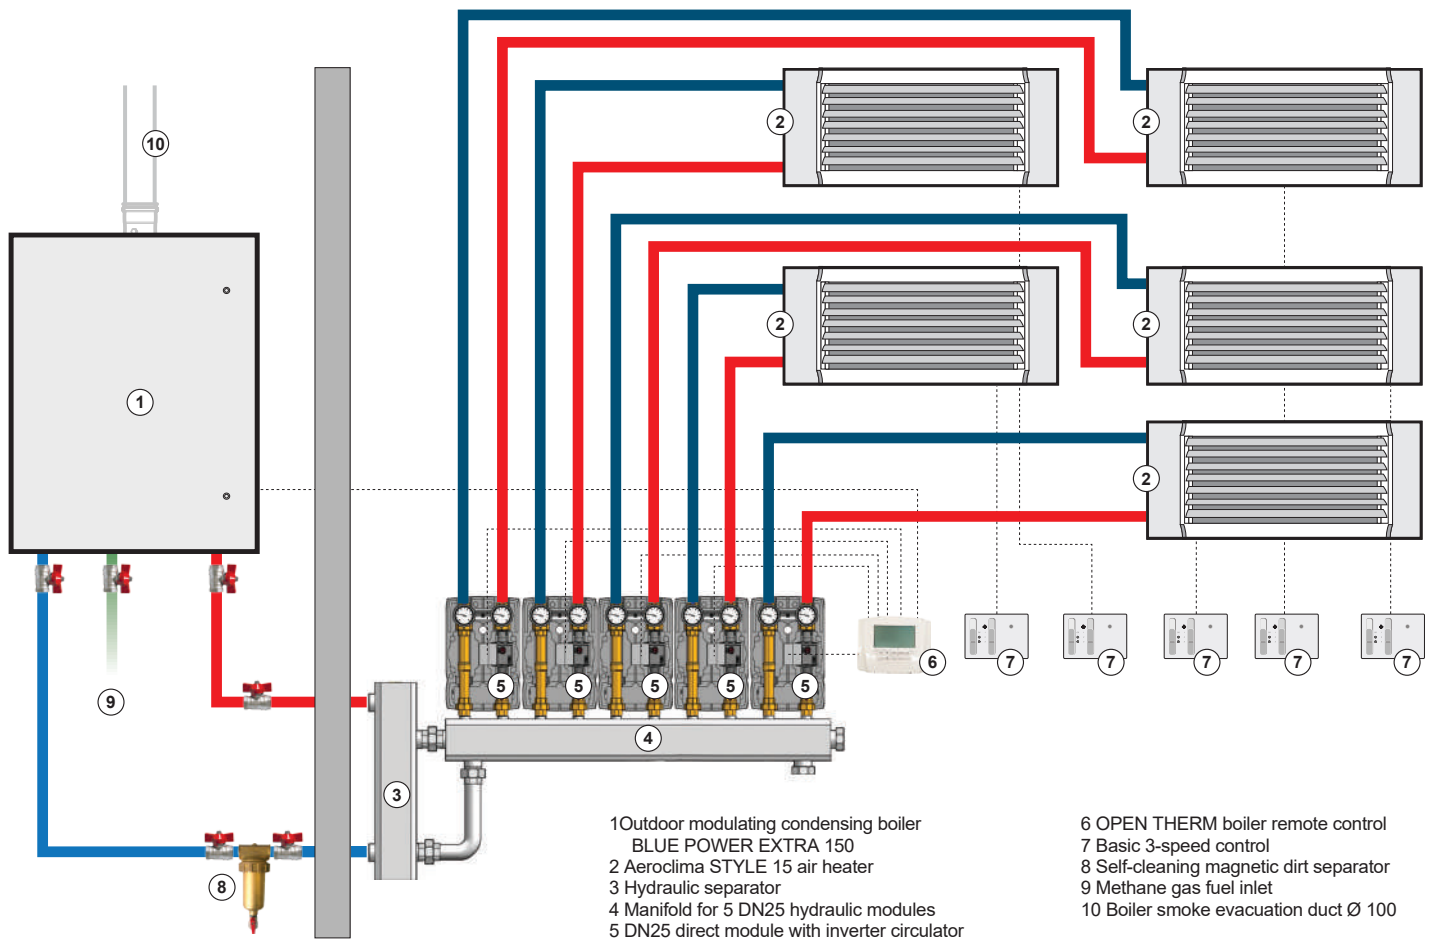 10
2
2
2
2
1
2
6
7
7
7
7
7
5
5
5
5
5
9
4
3
8
1Outdoor modulating condensing boiler
BLUE POWER EXTRA 150
2 Aeroclima STYLE 15 air heater
3 Hydraulic separator
4 Manifold for 5 DN25 hydraulic modules
5 DN25 direct module with inverter circulator
6 OPEN THERM boiler remote control
7 Basic 3-speed control
8 Self-cleaning magnetic dirt separator
9 Methane gas fuel inlet
10 Boiler smoke evacuation duct Ø 100